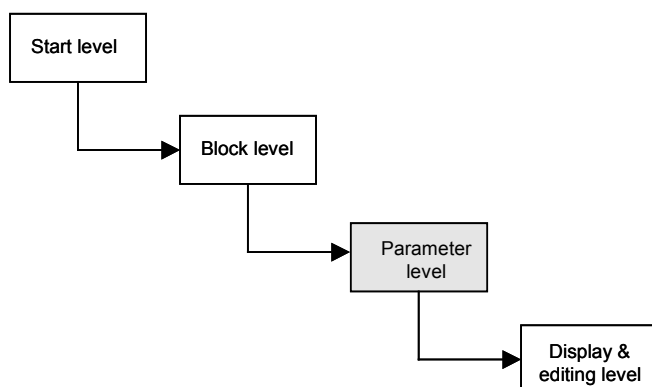 Start level
Block level
Parameter
level
Display &
editing level